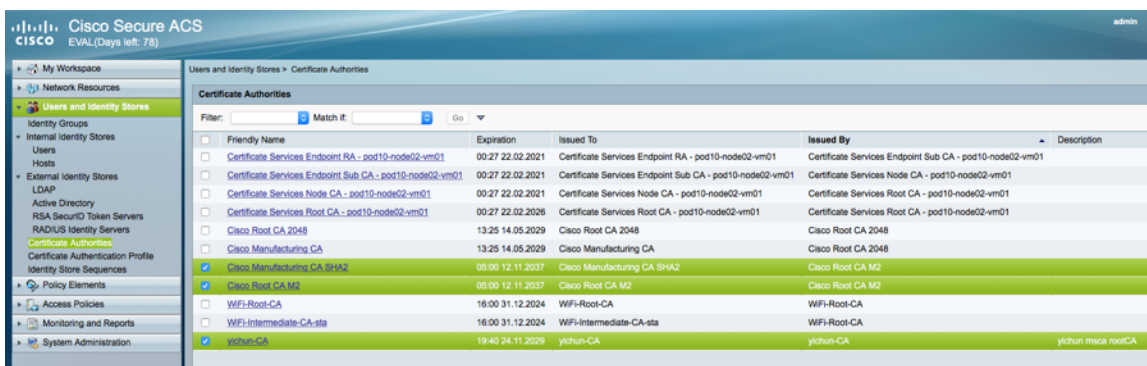 Cisco Secure ACS
CISCO EVAL(Days left: 78)
admin
My Workspace
Network Resources
Users and Identity Stores
Identity Groups
Internal Identity Stores
Users
Hosts
External Identity Stores
LDAP
Active Directory
RSA SecurID Token Servers
RADIUS Identity Servers
Certificate Authorities
Certificate Authentication Profile
Identity Store Sequences
Policy Elements
Access Policies
Monitoring and Reports
System Administration
Users and Identity Stores > Certificate Authorities
Certificate Authorities
Filter: Match if: Go
Friendly Name Expiration Issued To Issued By Description
Certificate Services Endpoint RA - pod10-node02-vm01 00:27 22.02.2021 Certificate Services Endpoint RA - pod10-node02-vm01 Certificate Services Endpoint Sub CA - pod10-node02-vm01
Certificate Services Endpoint Sub CA - pod10-node02-vm01 00:27 22.02.2021 Certificate Services Endpoint Sub CA - pod10-node02-vm01 Certificate Services Node CA - pod10-node02-vm01
Certificate Services Node CA - pod10-node02-vm01 00:27 22.02.2021 Certificate Services Node CA - pod10-node02-vm01 Certificate Services Root CA - pod10-node02-vm01
Certificate Services Root CA - pod10-node02-vm01 00:27 22.02.2026 Certificate Services Root CA - pod10-node02-vm01 Certificate Services Root CA - pod10-node02-vm01
Cisco Root CA 2048 13:25 14.05.2029 Cisco Root CA 2048 Cisco Root CA 2048
Cisco Manufacturing CA 13:25 14.05.2029 Cisco Manufacturing CA Cisco Root CA 2048
Cisco Manufacturing CA SHA2 05:00 12.11.2037 Cisco Manufacturing CA SHA2 Cisco Root CA M2
Cisco Root CA M2 05:00 12.11.2037 Cisco Root CA M2 Cisco Root CA M2
WiFi-Root-CA 16:00 31.12.2024 WiFi-Root-CA WiFi-Root-CA
WiFi-Intermediate-CA-sta 16:00 31.12.2024 WiFi-Intermediate-CA-sta WiFi-Root-CA
yichun-CA 19:40 24.11.2029 yichun-CA yichun-CA yichun msca rootCA